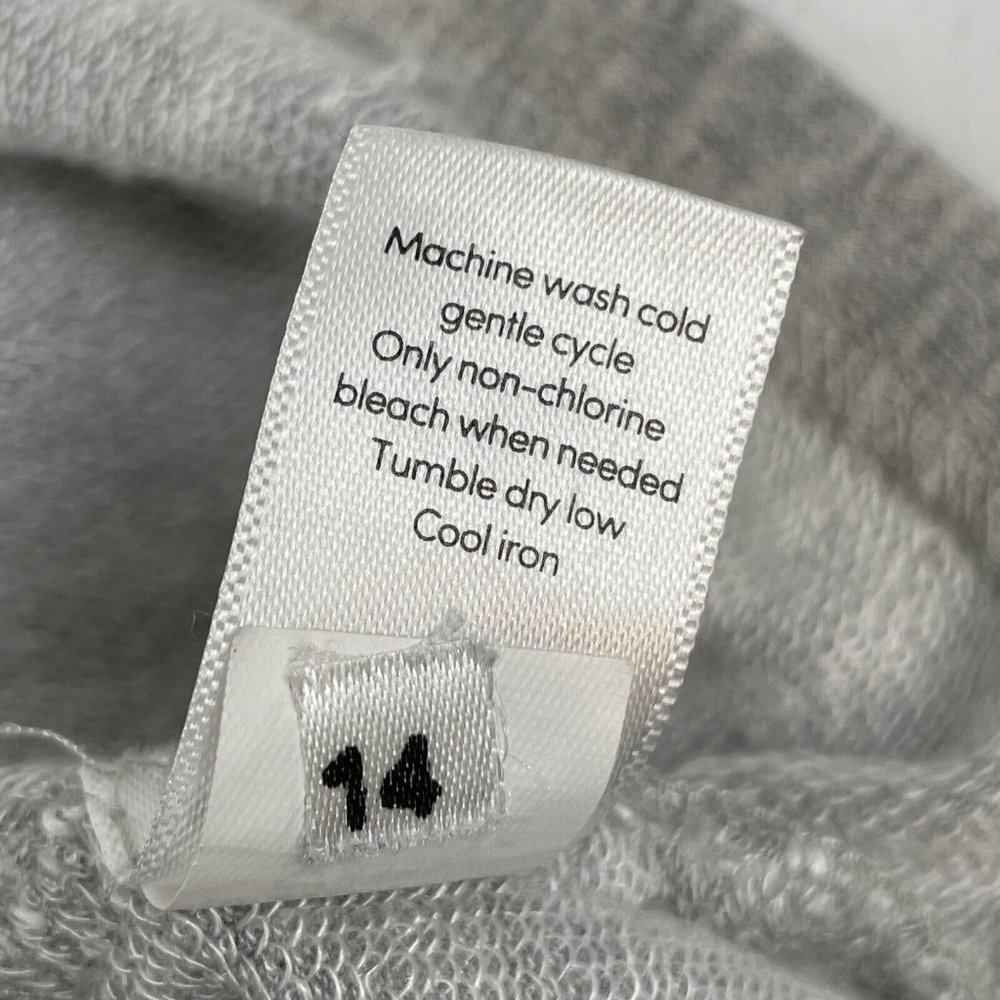 Machine wash cold
gentle cycle
Only non-chlorine
bleach when needed
Tumble dry low
Cool iron
14